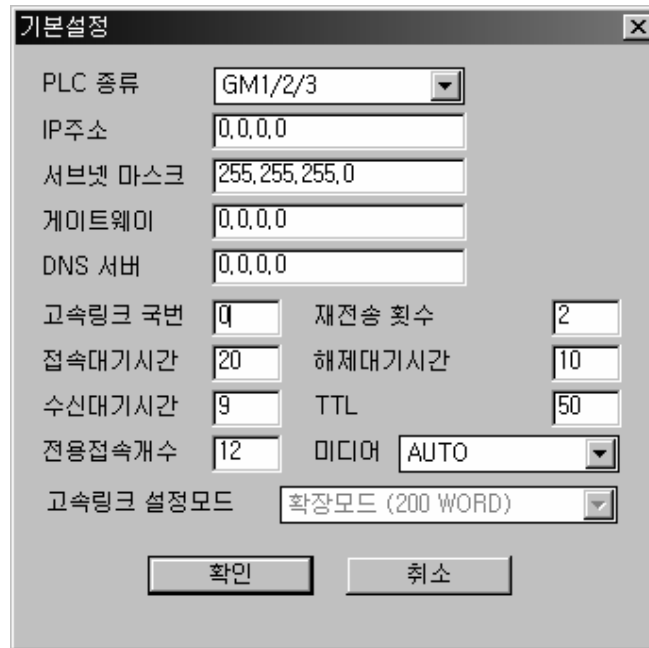 기본설정
PLC 종류 GM1/2/3
IP주소 0,0,0,0
서브넷 마스크 255,255,255,0
게이트웨이 0,0,0,0
DNS 서버 0,0,0,0
고속링크 국번 0 재전송 횟수 2
접속대기시간 20 해제대기시간 10
수신대기시간 9 TTL 50
전용접속개수 12 미디어 AUTO
고속링크 설정모드 확장모드 (200 WORD)
확인 취소